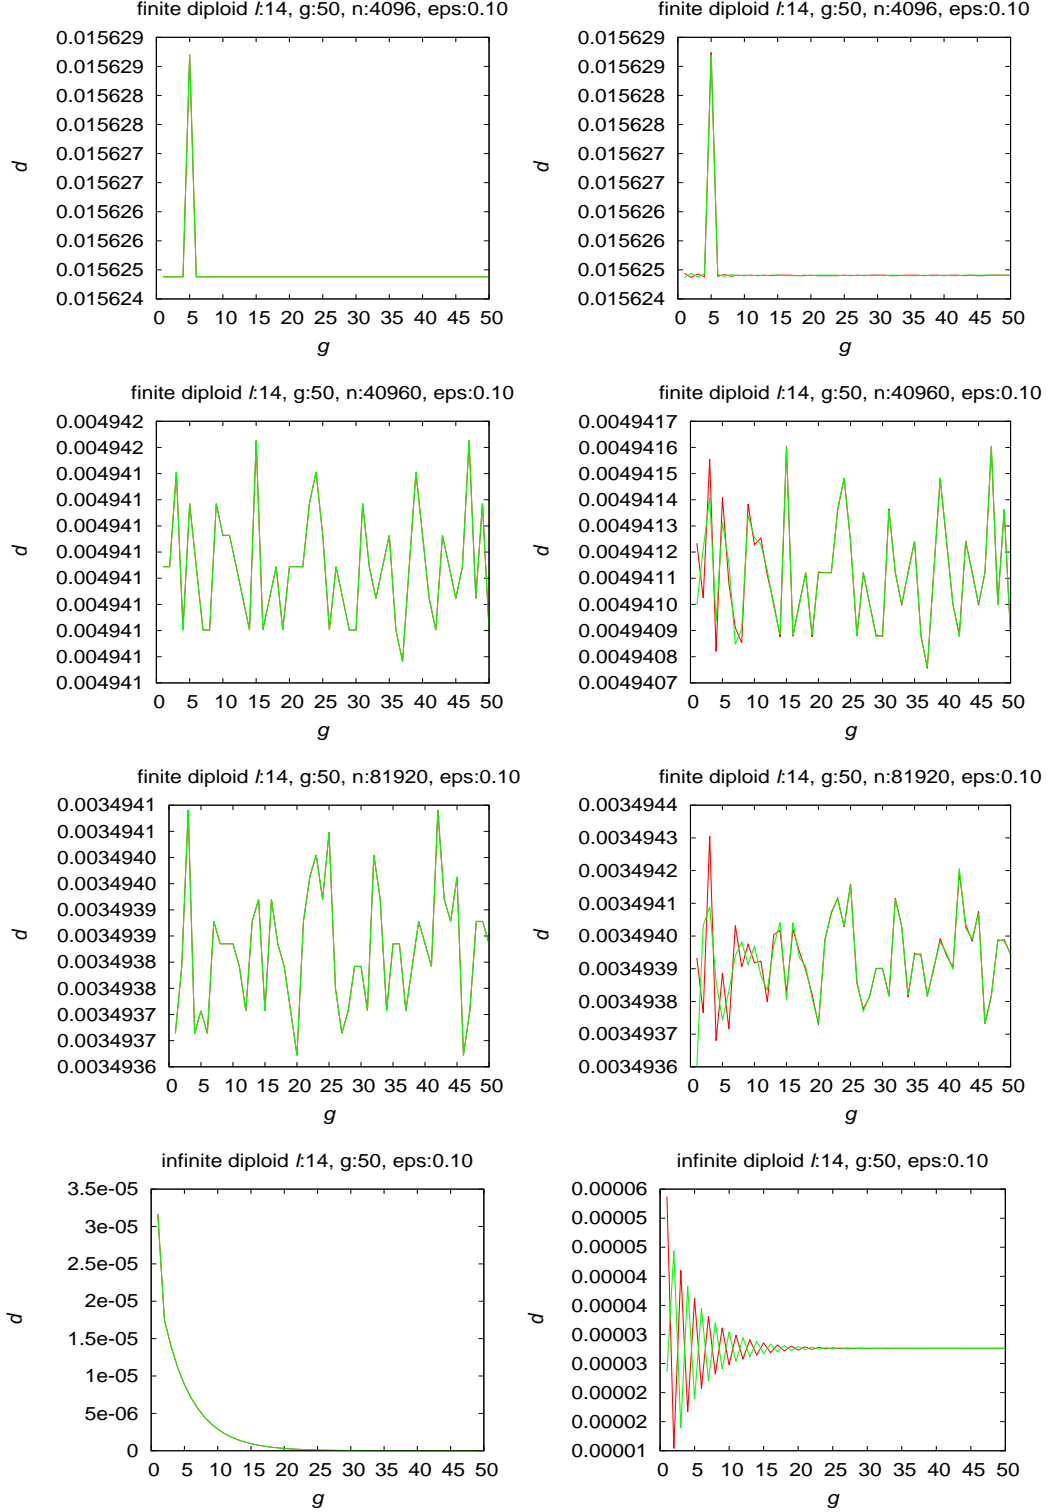 finite diploid l:14, g:50, n:4096, eps:0.10
0.015629
0.015629
0.015628
0.015628
0.015627
0.015627
0.015626
0.015626
0.015625
0.015624
d
0 5 10 15 20 25 30 35 40 45 50
g
finite diploid l:14, g:50, n:4096, eps:0.10
0.015629
0.015629
0.015628
0.015628
0.015627
0.015627
0.015626
0.015626
0.015625
0.015624
d
0 5 10 15 20 25 30 35 40 45 50
g
finite diploid l:14, g:50, n:40960, eps:0.10
0.004942
0.004942
0.004941
0.004941
0.004941
0.004941
0.004941
0.004941
0.004941
0.004941
0.004941
d
0 5 10 15 20 25 30 35 40 45 50
g
finite diploid l:14, g:50, n:40960, eps:0.10
0.0049417
0.0049416
0.0049415
0.0049414
0.0049413
0.0049412
0.0049411
0.0049410
0.0049409
0.0049408
0.0049407
d
0 5 10 15 20 25 30 35 40 45 50
g
finite diploid l:14, g:50, n:81920, eps:0.10
0.0034941
0.0034941
0.0034940
0.0034940
0.0034939
0.0034939
0.0034938
0.0034938
0.0034937
0.0034937
0.0034936
d
0 5 10 15 20 25 30 35 40 45 50
g
finite diploid l:14, g:50, n:81920, eps:0.10
0.0034944
0.0034943
0.0034942
0.0034941
0.0034940
0.0034939
0.0034938
0.0034937
0.0034936
d
0 5 10 15 20 25 30 35 40 45 50
g
infinite diploid l:14, g:50, eps:0.10
3.5e-05
3e-05
2.5e-05
2e-05
1.5e-05
1e-05
5e-06
0
d
0 5 10 15 20 25 30 35 40 45 50
g
infinite diploid l:14, g:50, eps:0.10
0.00006
0.00005
0.00005
0.00004
0.00004
0.00003
0.00003
0.00002
0.00002
0.00001
d
0 5 10 15 20 25 30 35 40 45 50
g